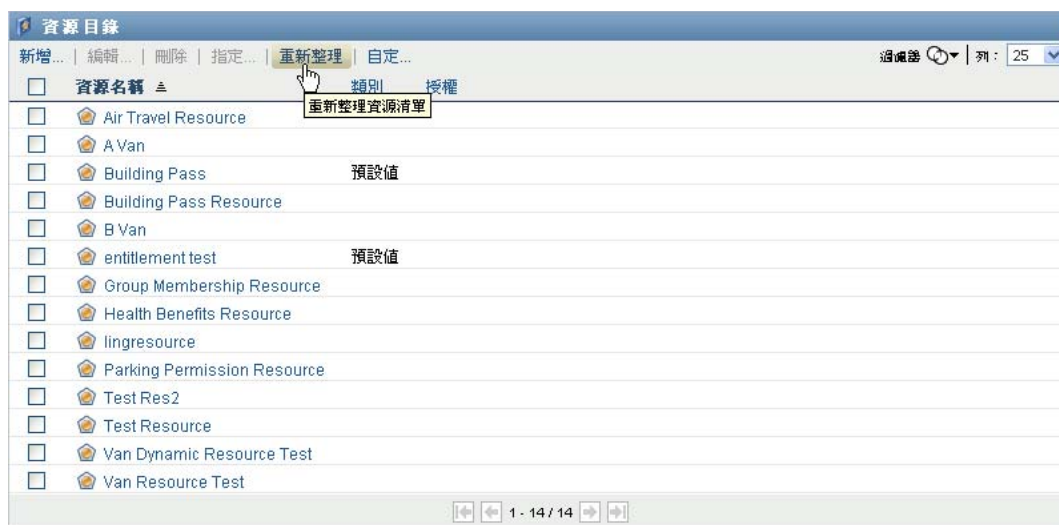 資源目錄
新增... | 編輯... | 刪除 | 指定... | 重新整理 | 自定... 過濾器 | 列: 25
資源名稱 類別 授權
重新整理資源清單
Air Travel Resource
A Van
Building Pass 預設值
Building Pass Resource
B Van
entitlement test 預設值
Group Membership Resource
Health Benefits Resource
lingresource
Parking Permission Resource
Test Res2
Test Resource
Van Dynamic Resource Test
Van Resource Test
1 - 14 / 14